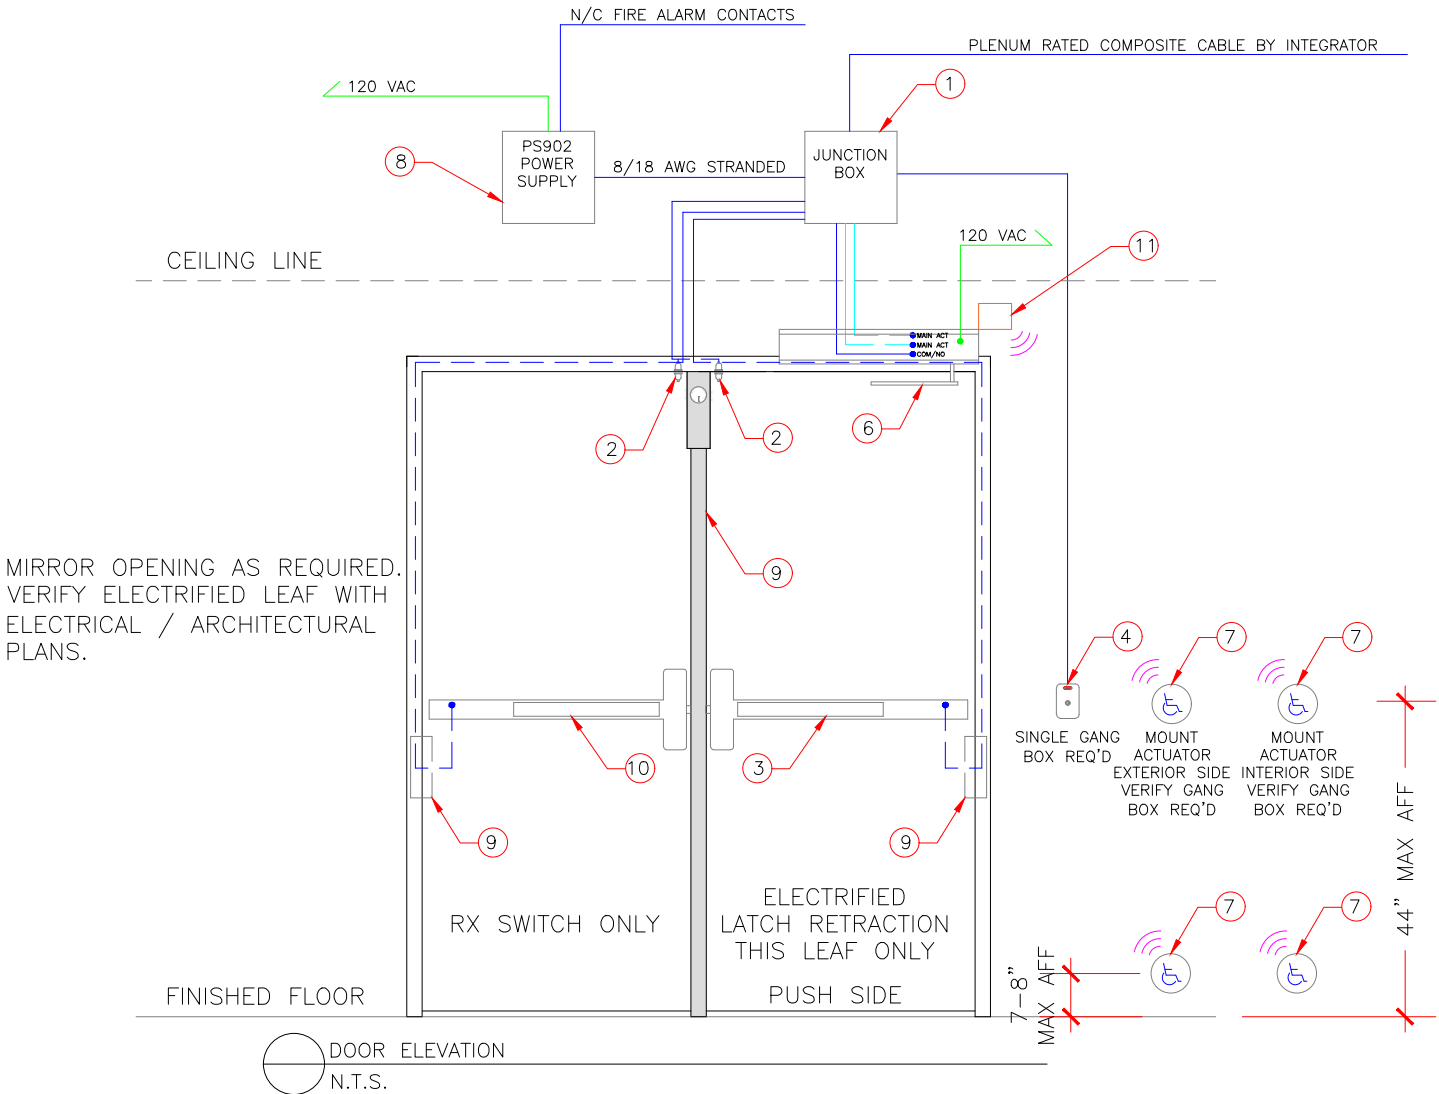 N/C FIRE ALARM CONTACTS
PLENUM RATED COMPOSITE CABLE BY INTEGRATOR
120 VAC
1
PS902
POWER
SUPPLY
8
8/18 AWG STRANDED
JUNCTION
BOX
120 VAC
11
CEILING LINE
MAIN ACT
MAIN ACT
COM/NO
2
2
6
9
MIRROR OPENING AS REQUIRED.
VERIFY ELECTRIFIED LEAF WITH
ELECTRICAL / ARCHITECTURAL
PLANS.
4
7
7
SINGLE GANG
BOX REQ'D
MOUNT
ACTUATOR
EXTERIOR SIDE
VERIFY GANG
BOX REQ'D
MOUNT
ACTUATOR
INTERIOR SIDE
VERIFY GANG
BOX REQ'D
10
3
9
9
44" MAX AFF
RX SWITCH ONLY
ELECTRIFIED
LATCH RETRACTION
THIS LEAF ONLY
7
7
7-8"
MAX AFF
FINISHED FLOOR
PUSH SIDE
DOOR ELEVATION
N.T.S.